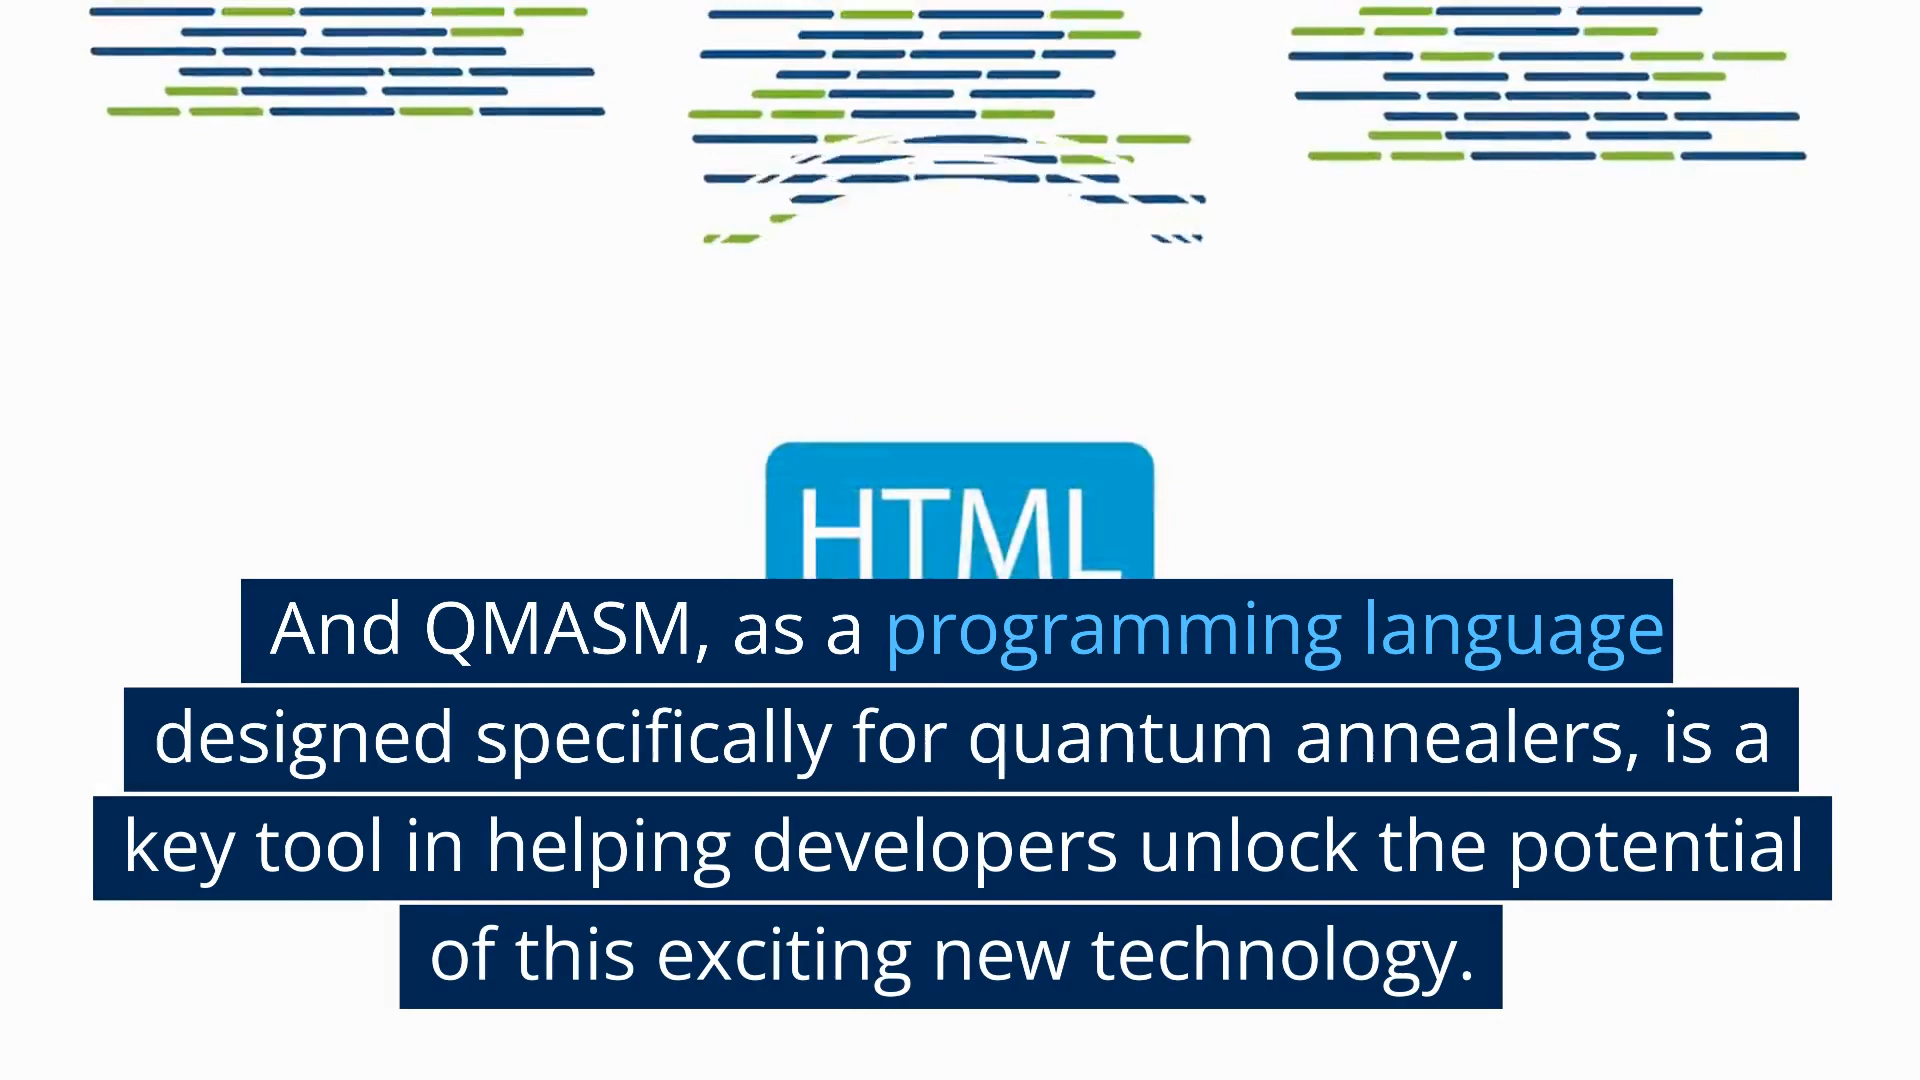 HTML
And QMASM, as a programming language
designed specifically for quantum annealers, is a
key tool in helping developers unlock the potential
of this exciting new technology.